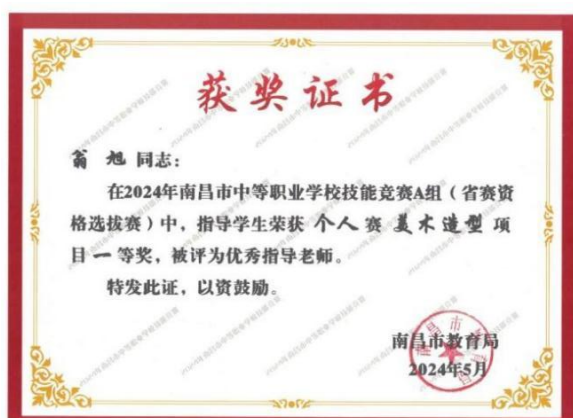 获奖证书
翁旭同志：
在2024年南昌市中等职业学校技能竞赛A组（省赛资
格选拔赛）中，指导学生荣获 个人赛 美术造型 项
目一等奖，被评为优秀指导老师。
特发此证，以资鼓励。
南昌市教育局
2024年5月